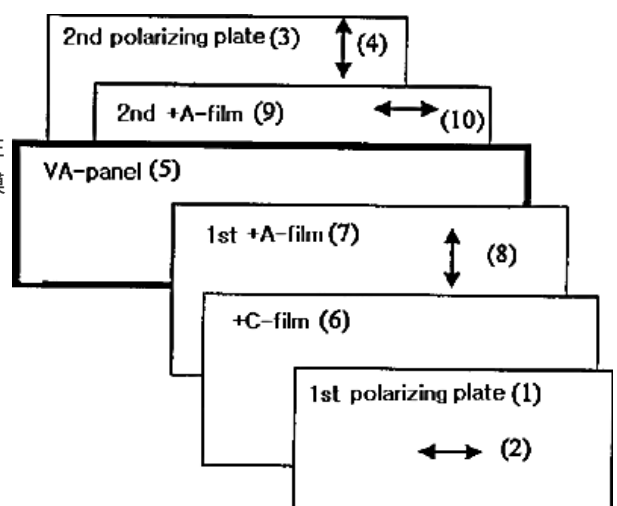 2nd polarizing plate (3)
(4)
2nd +A-film (9)
(10)
VA-panel (5)
1st +A-film (7)
(8)
+C-film (6)
1st polarizing plate (1)
(2)